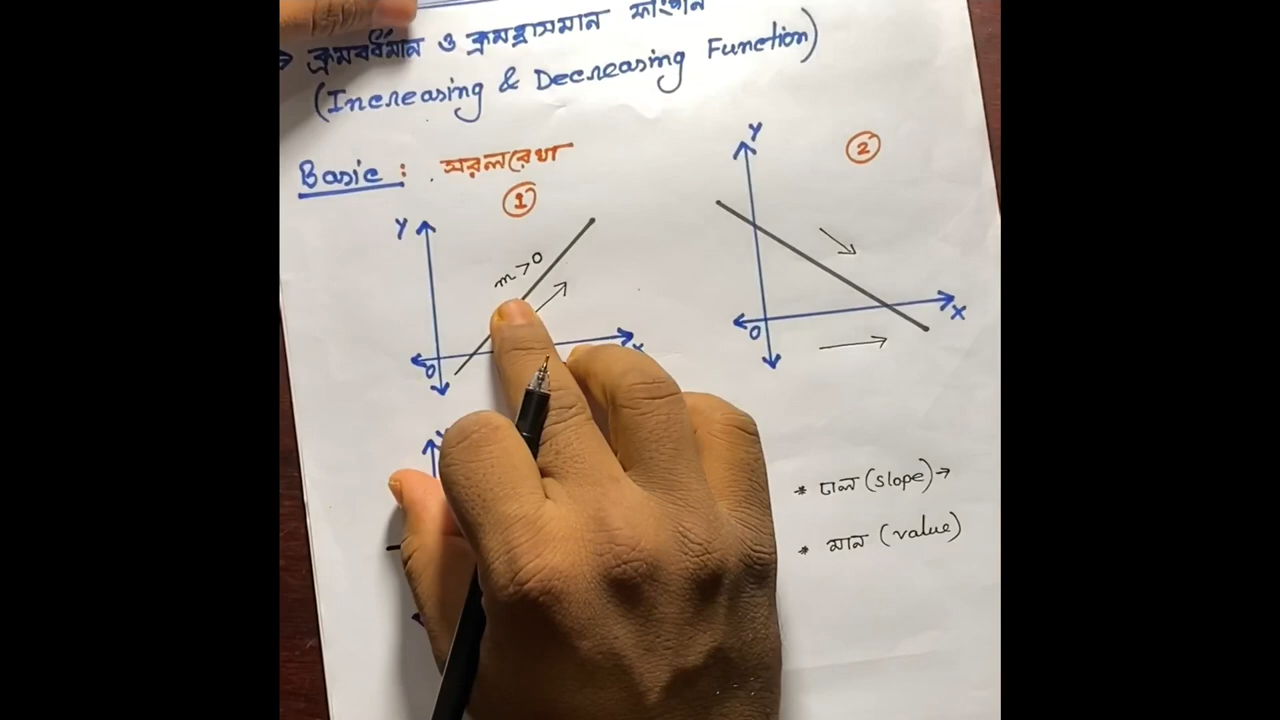 → ক্রমবর্ধমান ও ক্রমহ্রাসমান ফাংশান
(Increasing & Decreasing Function)
Basic : সরলরেখা
①
Y
m > 0
0
②
Y
X
0
* ঢাল (slope)→
* মান (value)